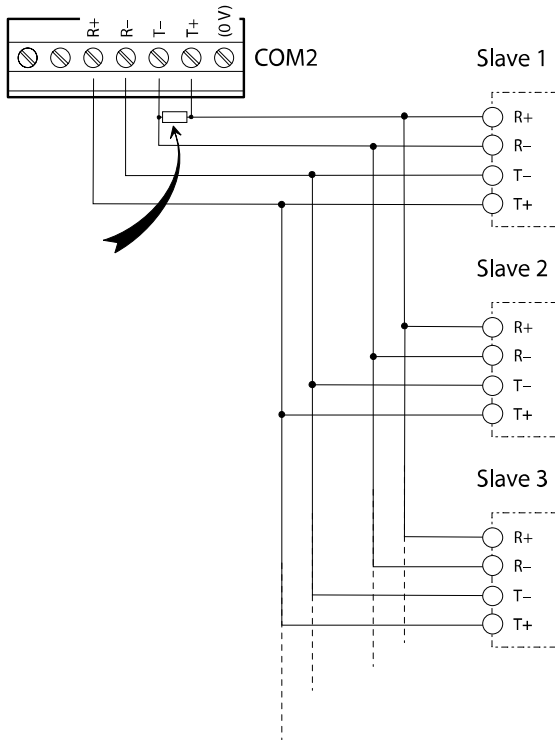 R+ R– T– T+ (0 V)
COM2
Slave 1
R+
R–
T–
T+
Slave 2
R+
R–
T–
T+
Slave 3
R+
R–
T–
T+